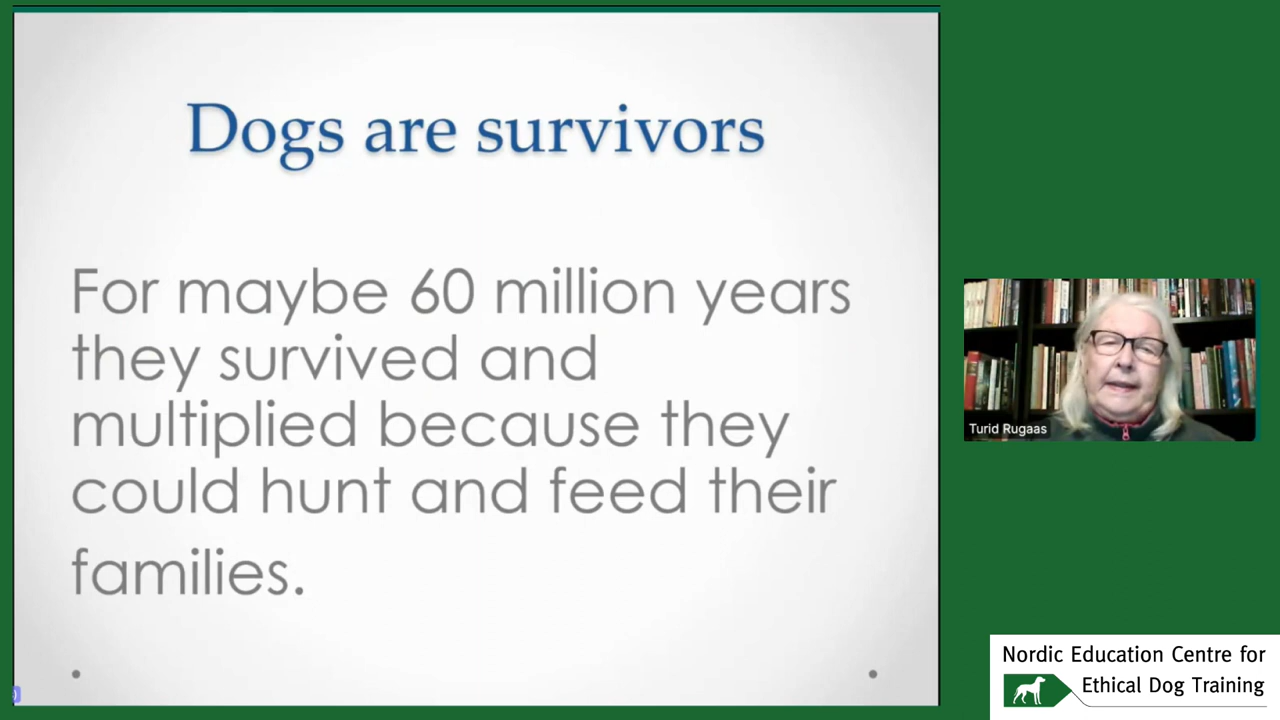 Dogs are survivors
For maybe 60 million years
they survived and
multiplied because they
could hunt and feed their
families.
Turid Rugaas
Nordic Education Centre for
Ethical Dog Training